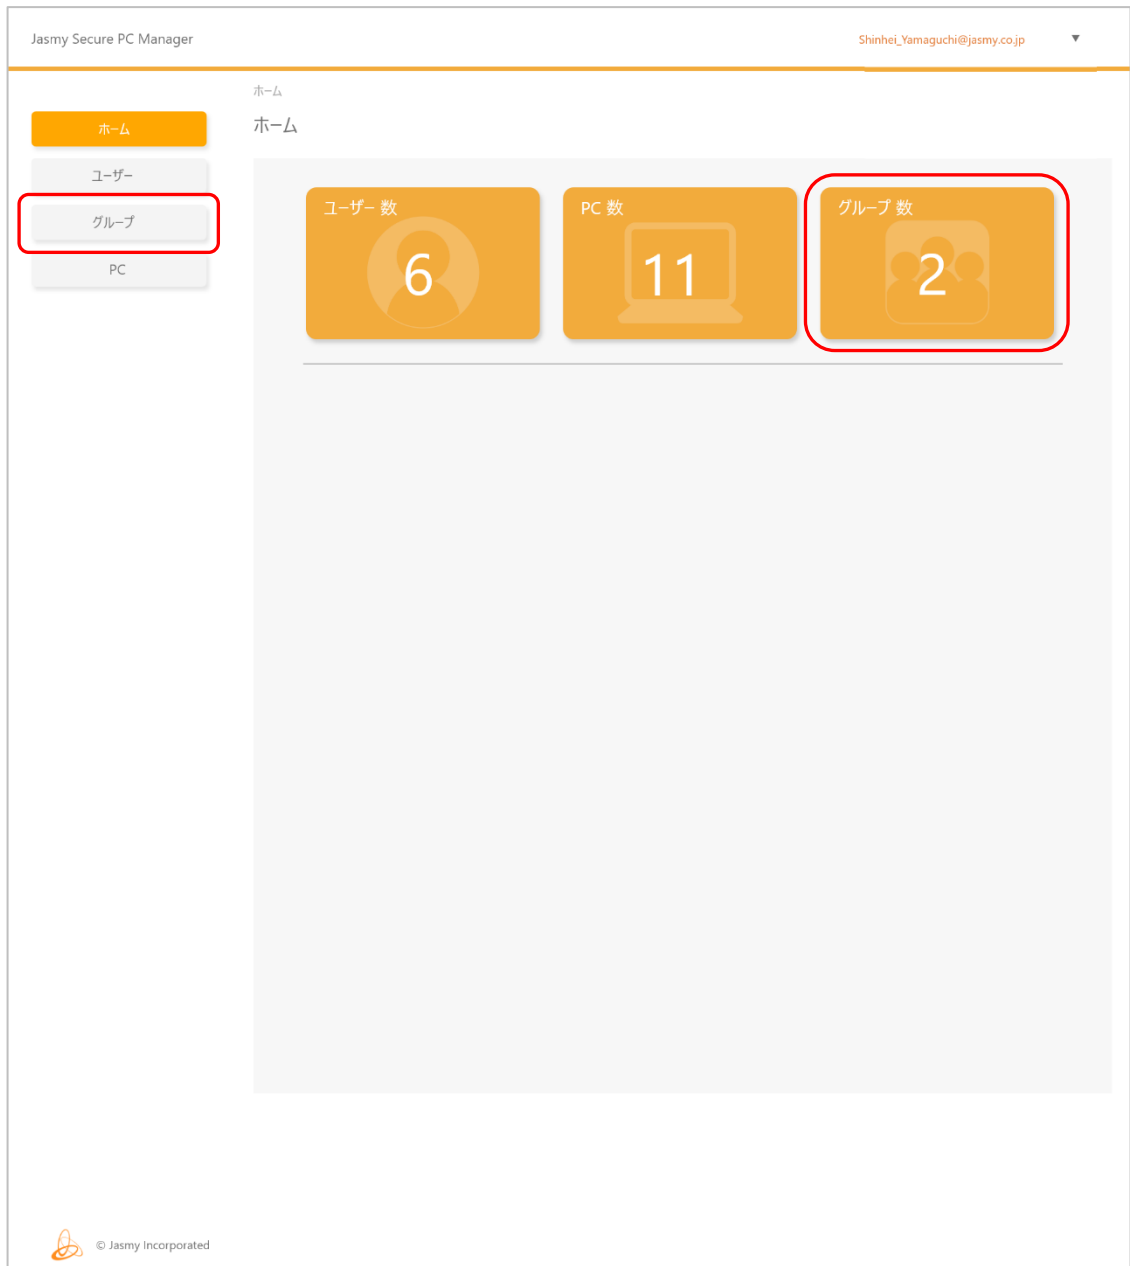 Jasmy Secure PC Manager
Shinhei_Yamaguchi@jasmy.co.jp ▼
ホーム
ホーム
ホーム
ユーザー
グループ
PC
ユーザー 数
6
PC 数
11
グループ 数
2
© Jasmy Incorporated